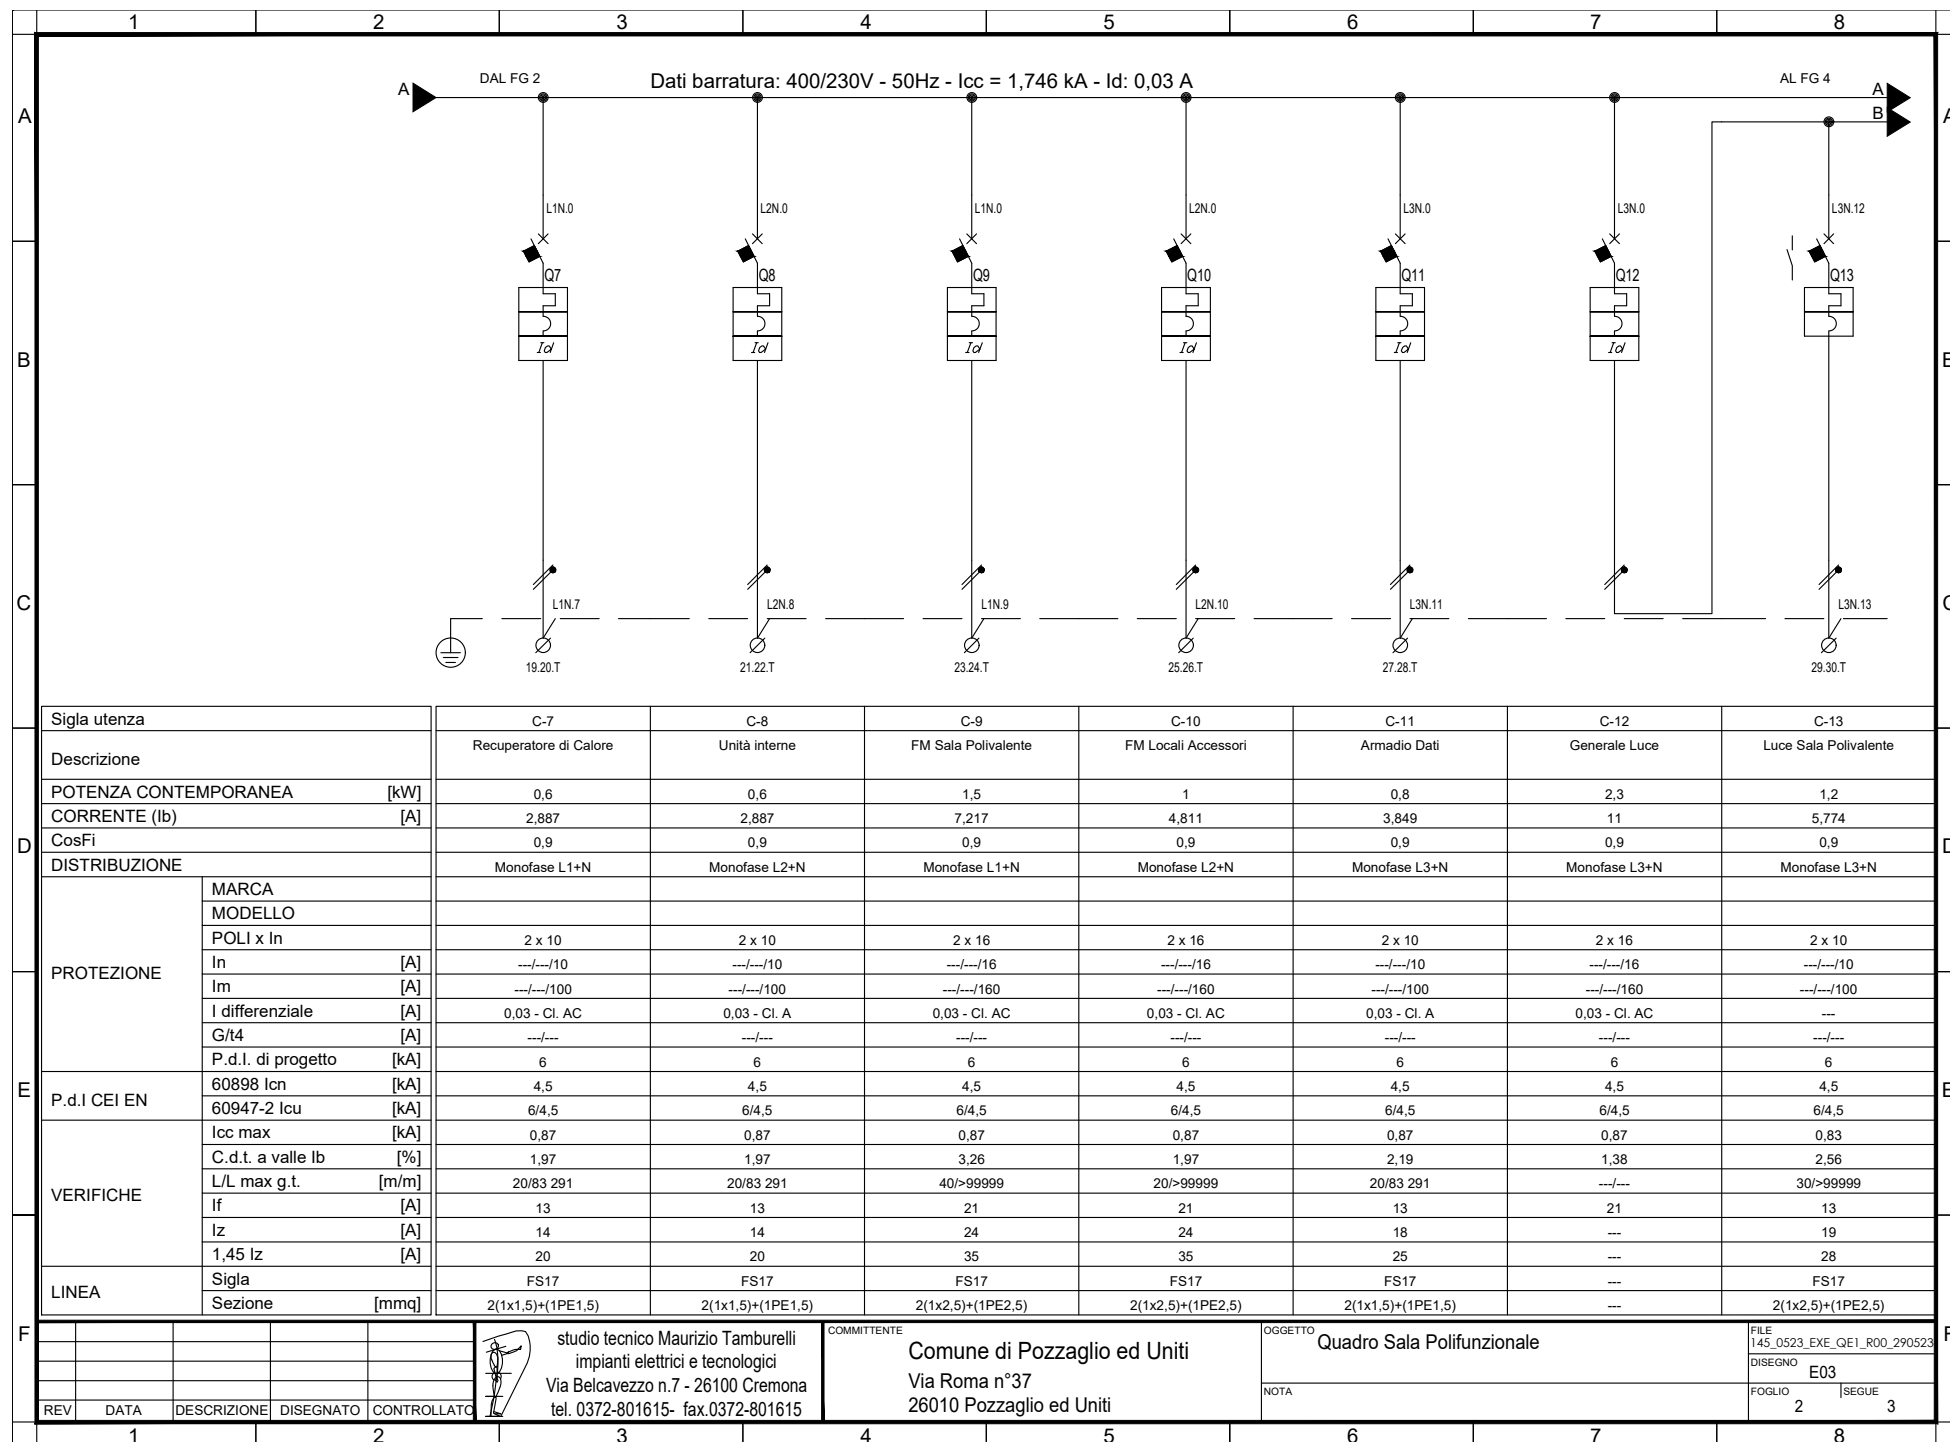 1 2 3 4 5 6 7 8
A DAL FG 2 Dati barratura: 400/230V - 50Hz - Icc = 1,746 kA - Id: 0,03 A AL FG 4 A
B
A A
L1N.0 L2N.0 L1N.0 L2N.0 L3N.0 L3N.0 L3N.12
Q7 Q8 Q9 Q10 Q11 Q12 Q13
Id Id Id Id Id Id
B B
C C
L1N.7 L2N.8 L1N.9 L2N.10 L3N.11 L3N.13
19.20.T 21.22.T 23.24.T 25.26.T 27.28.T 29.30.T
Sigla utenza C-7 C-8 C-9 C-10 C-11 C-12 C-13
Descrizione Recuperatore di Calore Unità interne FM Sala Polivalente FM Locali Accessori Armadio Dati Generale Luce Luce Sala Polivalente
POTENZA CONTEMPORANEA [kW] 0,6 0,6 1,5 1 0,8 2,3 1,2
CORRENTE (Ib) [A] 2,887 2,887 7,217 4,811 3,849 11 5,774
D D
CosFi 0,9 0,9 0,9 0,9 0,9 0,9 0,9
DISTRIBUZIONE Monofase L1+N Monofase L2+N Monofase L1+N Monofase L2+N Monofase L3+N Monofase L3+N Monofase L3+N
PROTEZIONE
MARCA
MODELLO
POLI x In 2 x 10 2 x 10 2 x 16 2 x 16 2 x 10 2 x 16 2 x 10
In [A] ---/---/10 ---/---/10 ---/---/16 ---/---/16 ---/---/10 ---/---/16 ---/---/10
Im [A] ---/---/100 ---/---/100 ---/---/160 ---/---/160 ---/---/100 ---/---/160 ---/---/100
I differenziale [A] 0,03 - Cl. AC 0,03 - Cl. A 0,03 - Cl. AC 0,03 - Cl. AC 0,03 - Cl. A 0,03 - Cl. AC ---
G/t4 [A] ---/--- ---/--- ---/--- ---/--- ---/--- ---/--- ---/---
P.d.I. di progetto [kA] 6 6 6 6 6 6 6
E E
P.d.I CEI EN
60898 Icn [kA] 4,5 4,5 4,5 4,5 4,5 4,5 4,5
60947-2 Icu [kA] 6/4,5 6/4,5 6/4,5 6/4,5 6/4,5 6/4,5 6/4,5
VERIFICHE
Icc max [kA] 0,87 0,87 0,87 0,87 0,87 0,87 0,83
C.d.t. a valle Ib [%] 1,97 1,97 3,26 1,97 2,19 1,38 2,56
L/L max g.t. [m/m] 20/83 291 20/83 291 40/>99999 20/>99999 20/83 291 ---/--- 30/>99999
If [A] 13 13 21 21 13 21 13
Iz [A] 14 14 24 24 18 --- 19
1,45 Iz [A] 20 20 35 35 25 --- 28
LINEA
Sigla FS17 FS17 FS17 FS17 FS17 --- FS17
Sezione [mmq] 2(1x1,5)+(1PE1,5) 2(1x1,5)+(1PE1,5) 2(1x2,5)+(1PE2,5) 2(1x2,5)+(1PE2,5) 2(1x1,5)+(1PE1,5) --- 2(1x2,5)+(1PE2,5)
F F
REV DATA DESCRIZIONE DISEGNATO CONTROLLATO
studio tecnico Maurizio Tamburelli
impianti elettrici e tecnologici
Via Belcavezzo n.7 - 26100 Cremona
tel. 0372-801615- fax.0372-801615
COMMITTENTE
Comune di Pozzaglio ed Uniti
Via Roma n°37
26010 Pozzaglio ed Uniti
OGGETTO Quadro Sala Polifunzionale
NOTA
FILE
145_0523_EXE_QE1_R00_290523
DISEGNO
E03
FOGLIO SEGUE
2 3
1 2 3 4 5 6 7 8